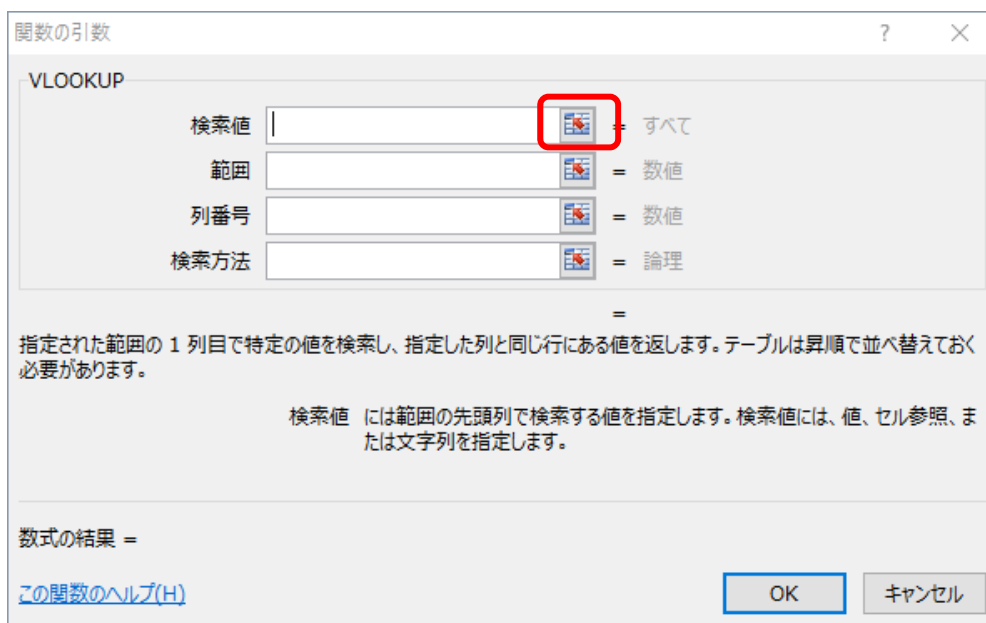 関数の引数 ? ×
VLOOKUP
検索値 = すべて
範囲 = 数値
列番号 = 数値
検索方法 = 論理
=
指定された範囲の 1 列目で特定の値を検索し、指定した列と同じ行にある値を返します。テーブルは昇順で並べ替えておく
必要があります。
検索値 には範囲の先頭列で検索する値を指定します。検索値には、値、セル参照、ま
たは文字列を指定します。
数式の結果 =
この関数のヘルプ(H)
OK キャンセル